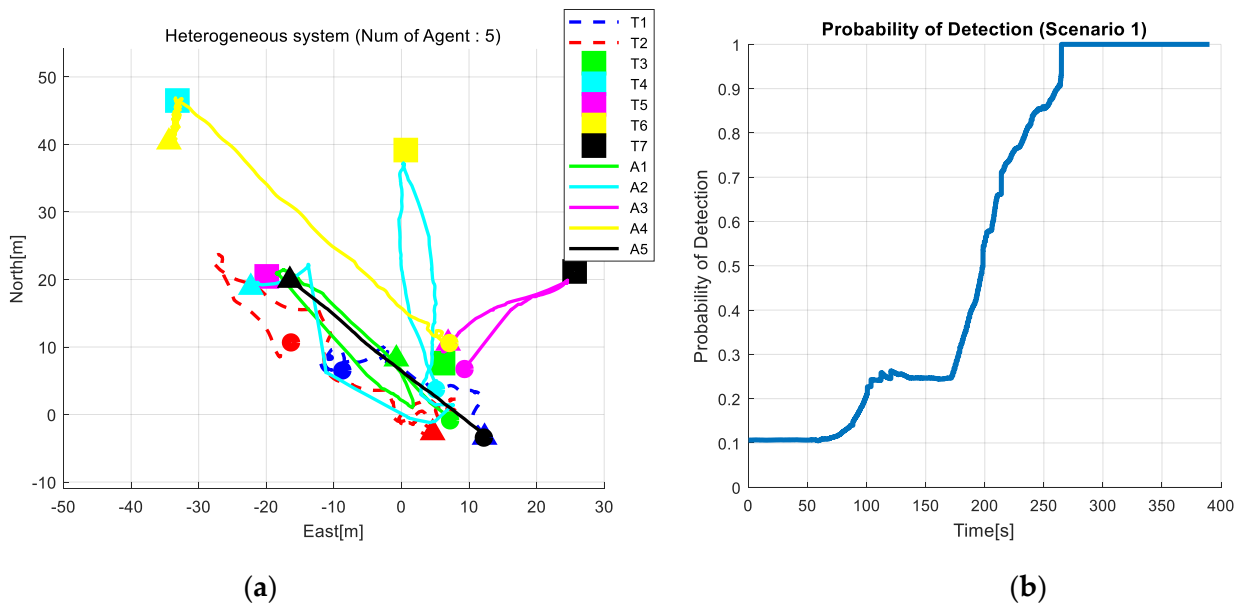 Heterogeneous system (Num of Agent : 5)
50
40
30
20
10
0
-10
-50
-40
-30
-20
-10
0
10
20
30
North[m]
East[m]
T1
T2
T3
T4
T5
T6
T7
A1
A2
A3
A4
A5
(a)
Probability of Detection (Scenario 1)
1
0.9
0.8
0.7
0.6
0.5
0.4
0.3
0.2
0.1
0
0
50
100
150
200
250
300
350
400
Probability of Detection
Time[s]
(b)